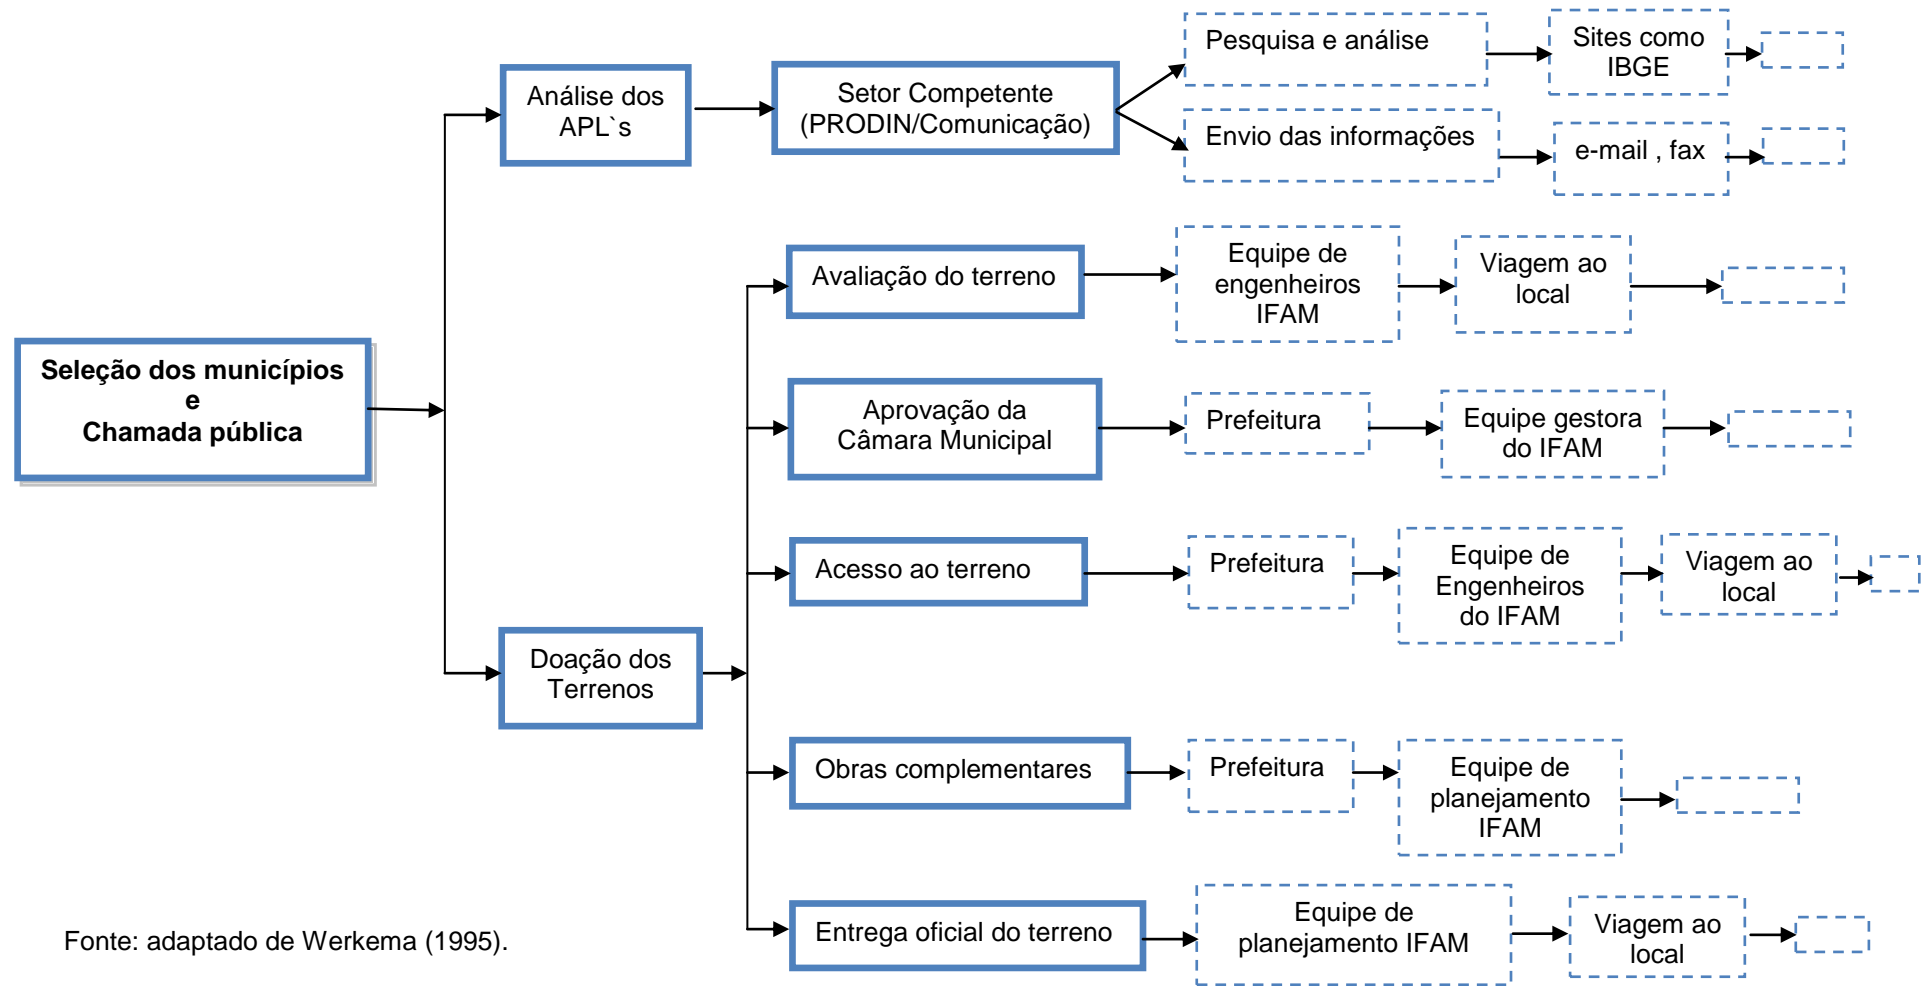 Pesquisa e análise
Sites como
IBGE
Análise dos
APL`s
Setor Competente
(PRODIN/Comunicação)
Envio das informações
e-mail , fax
Avaliação do terreno
Equipe de
engenheiros
IFAM
Viagem ao
local
Seleção dos municípios
e
Chamada pública
Aprovação da
Câmara Municipal
Prefeitura
Equipe gestora
do IFAM
Acesso ao terreno
Prefeitura
Equipe de
Engenheiros
do IFAM
Viagem ao
local
Doação dos
Terrenos
Obras complementares
Prefeitura
Equipe de
planejamento
IFAM
Entrega oficial do terreno
Equipe de
planejamento IFAM
Viagem ao
local
Fonte: adaptado de Werkema (1995).